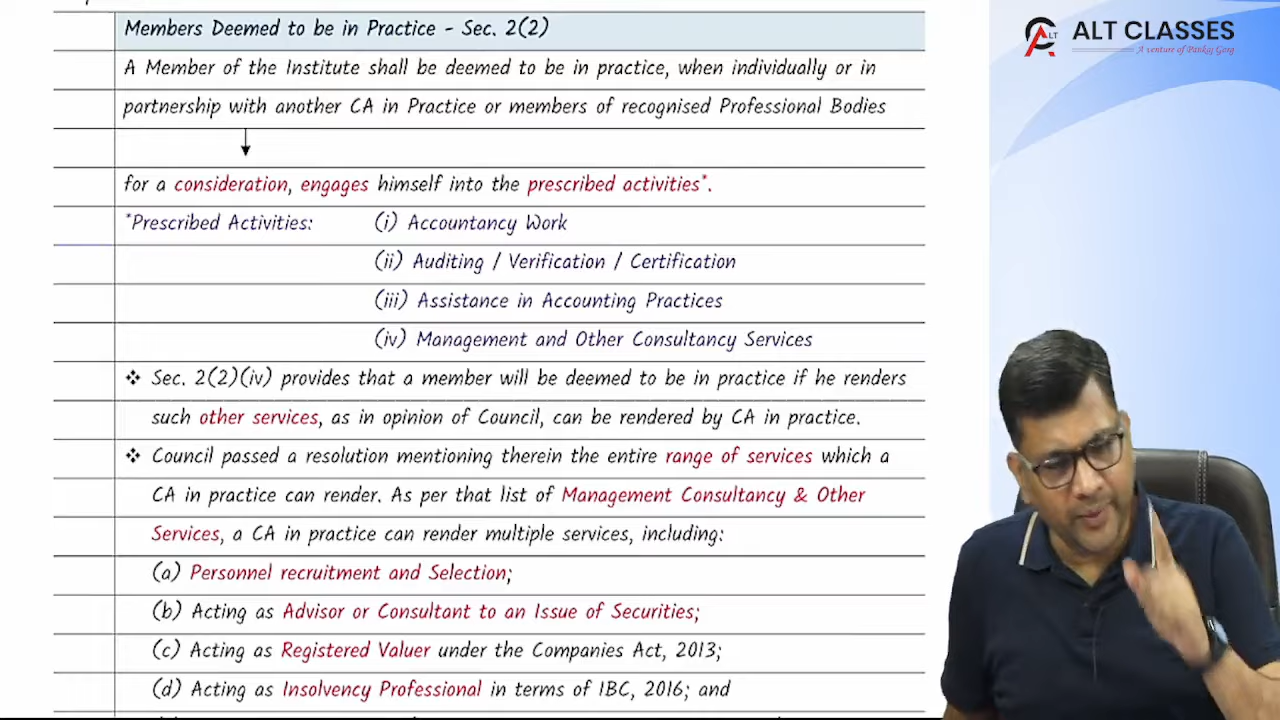 Members Deemed to be in Practice - Sec. 2(2)
A Member of the Institute shall be deemed to be in practice, when individually or in
partnership with another CA in Practice or members of recognised Professional Bodies
for a consideration, engages himself into the prescribed activities*.
*Prescribed Activities: (i) Accountancy Work
(ii) Auditing / Verification / Certification
(iii) Assistance in Accounting Practices
(iv) Management and Other Consultancy Services
❖ Sec. 2(2)(iv) provides that a member will be deemed to be in practice if he renders
such other services, as in opinion of Council, can be rendered by CA in practice.
❖ Council passed a resolution mentioning therein the entire range of services which a
CA in practice can render. As per that list of Management Consultancy & Other
Services, a CA in practice can render multiple services, including:
(a) Personnel recruitment and Selection;
(b) Acting as Advisor or Consultant to an Issue of Securities;
(c) Acting as Registered Valuer under the Companies Act, 2013;
(d) Acting as Insolvency Professional in terms of IBC, 2016; and
ALT
ALT CLASSES
A venture of Pankaj Garg